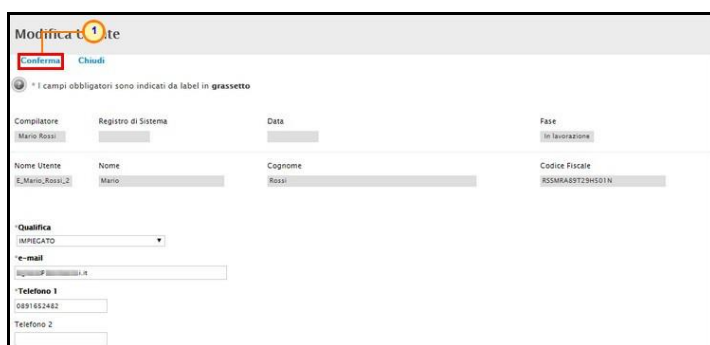 Modifica Utente
1
Conferma Chiudi
* I campi obbligatori sono indicati da label in grassetto
Compilatore Registro di Sistema Data Fase
Mario Rossi In lavorazione
Nome Utente Nome Cognome Codice Fiscale
E_Mario_Rossi_2 Mario Rossi RSSMRA89T29H501N
*Qualifica
IMPIEGATO
*e-mail
i.it
*Telefono 1
0891652482
Telefono 2